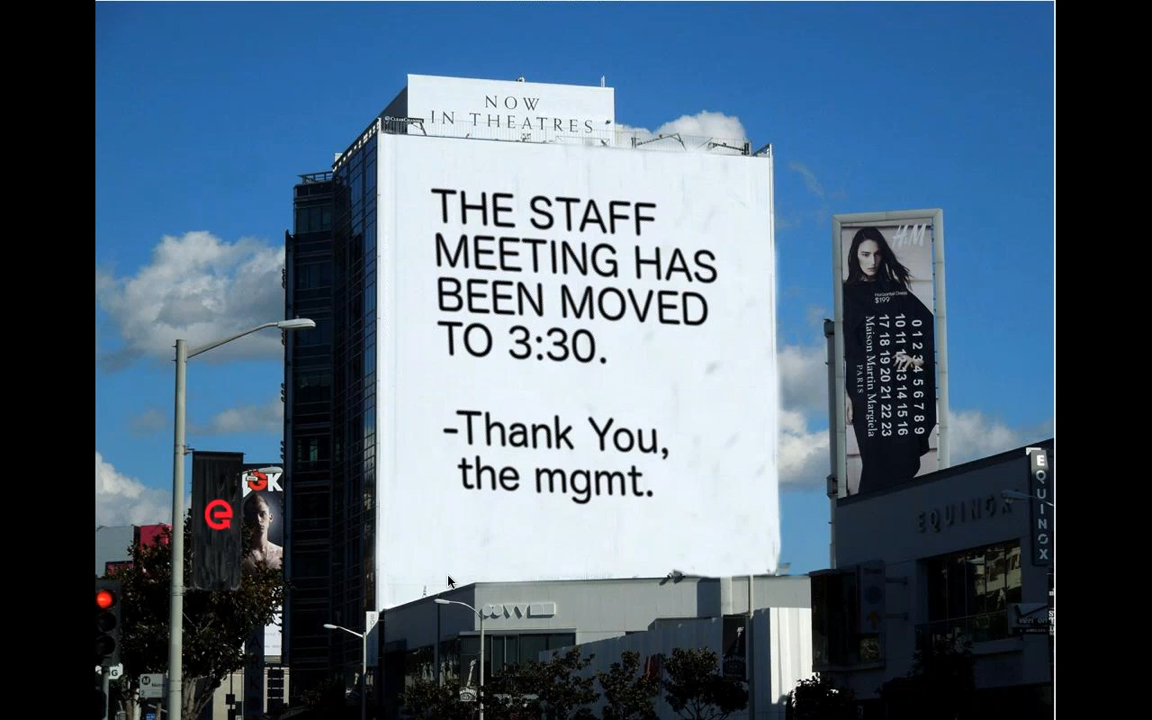 NOW
IN THEATRES
THE STAFF
MEETING HAS
BEEN MOVED
TO 3:30.
-Thank You,
the mgmt.
H&M
$199
0 1 2 3 4 5 6 7 8 9
10 11 12 13 14 15 16
17 18 19 20 21 22 23
Maison Martin Margiela
PARIS
EQUINOX
EQUINOX
e
GK
M